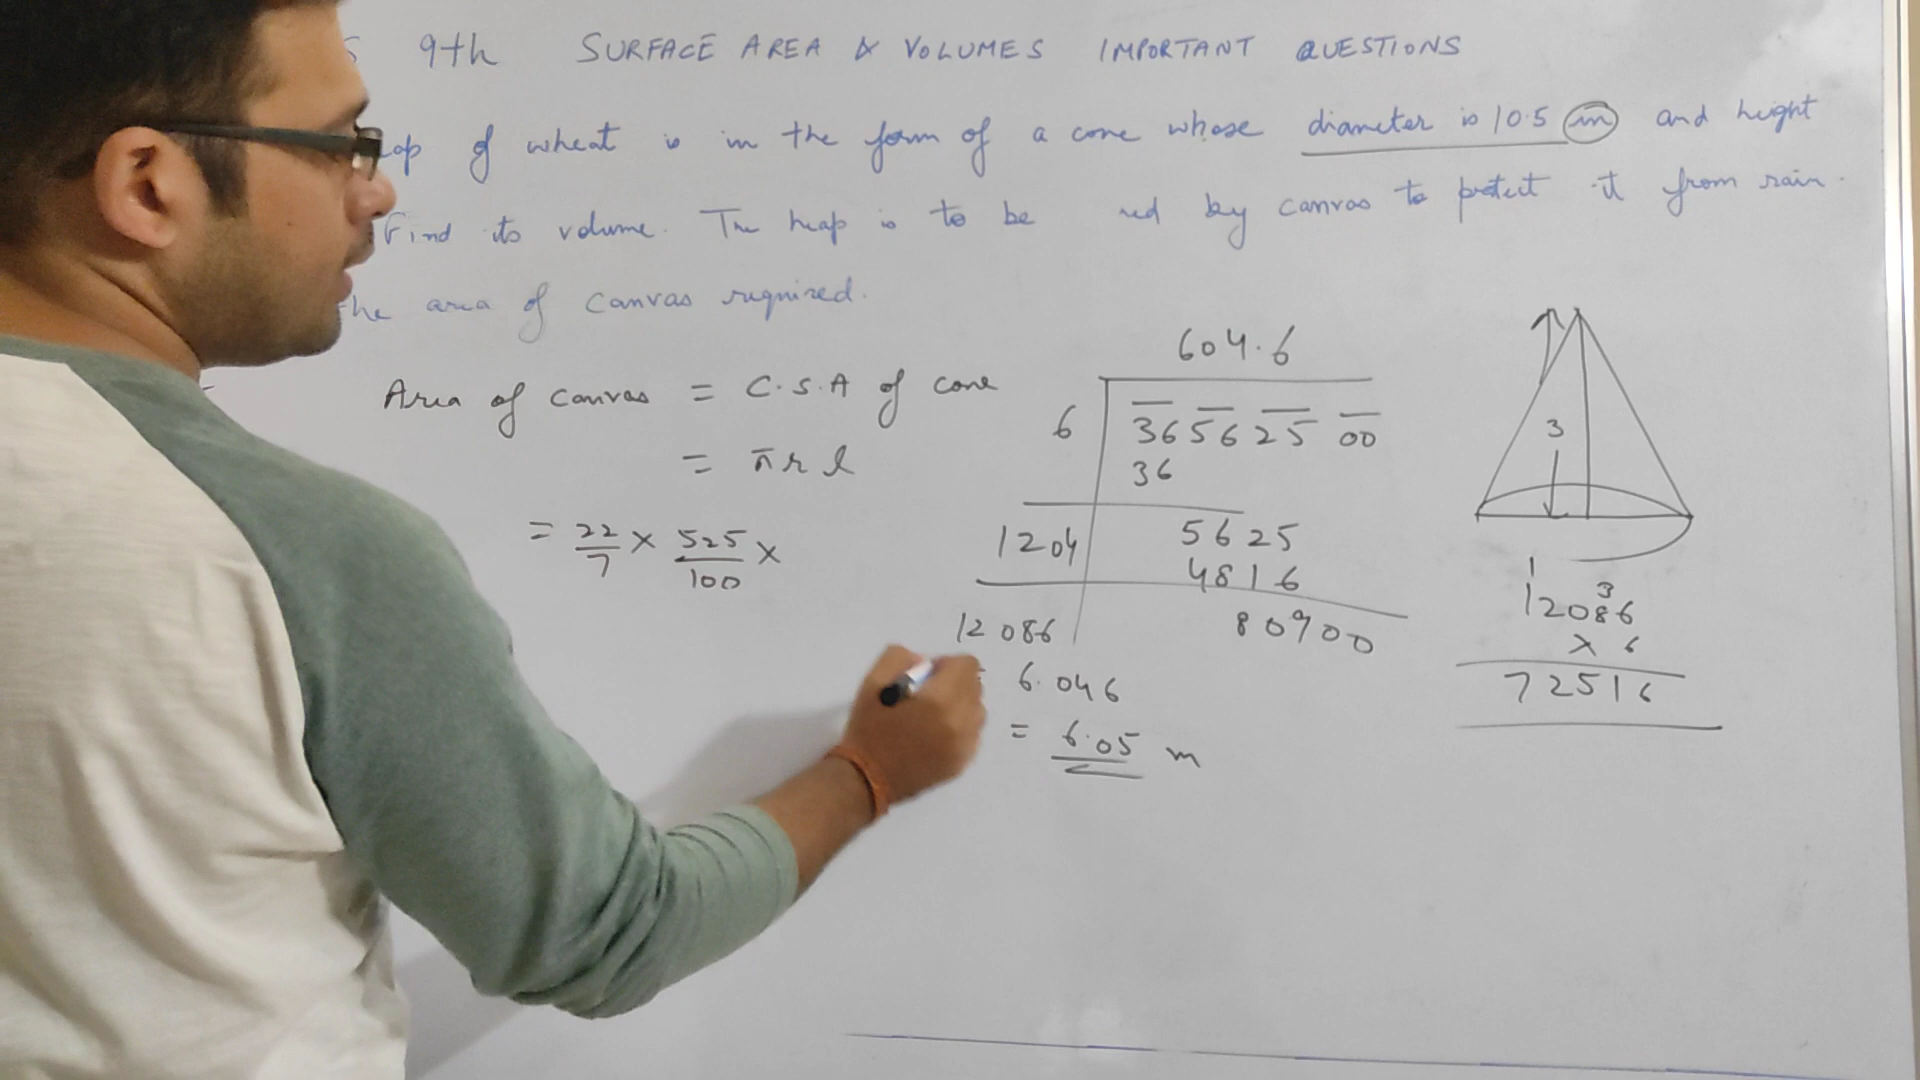 9th SURFACE AREA & VOLUMES IMPORTANT QUESTIONS
of wheat is in the form of a cone whose diameter is 10.5 m and height
Find its volume. The heap is to be red by canvas to protect it from rain.
the area of canvas required.
Area of canvas = C.S.A of cone
= π r l
= 22/7 × 525/100 ×
604.6
6 36 56 25 00
36
1204 5625
4816
12086 80900
6.046
= 6.05 m
3
1 3
12086
× 6
72516